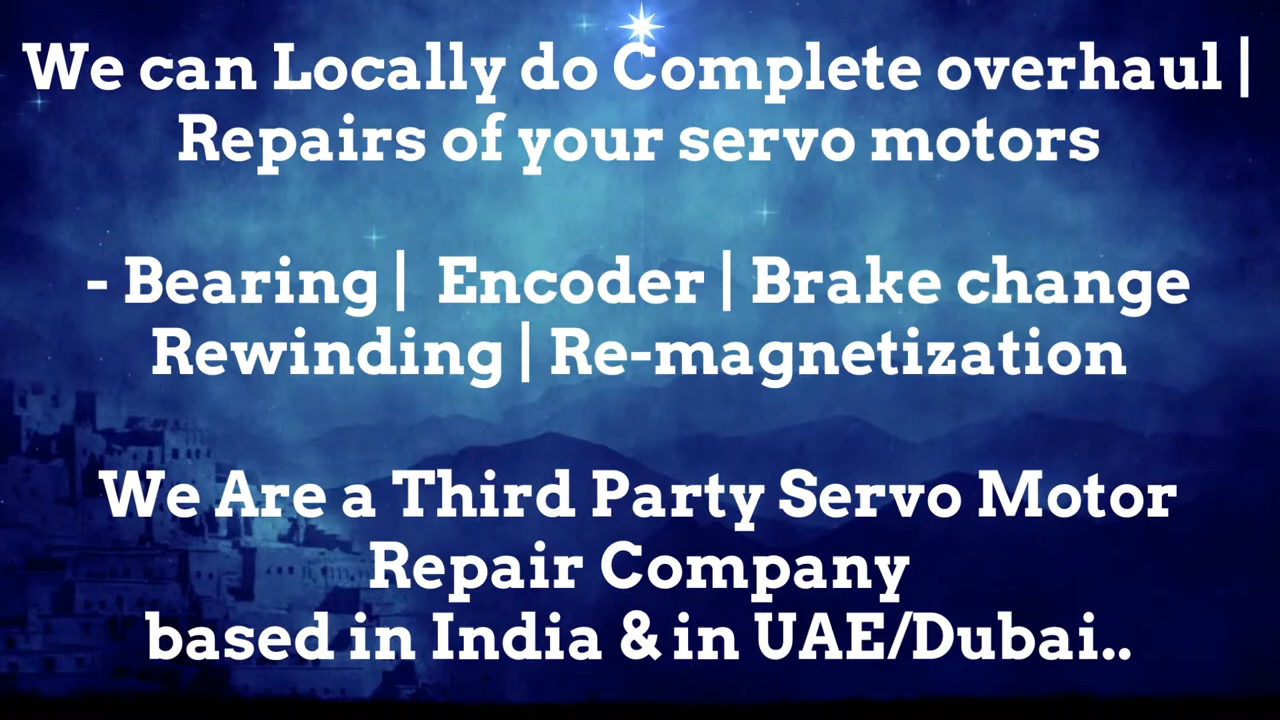 We can Locally do Complete overhaul |
Repairs of your servo motors
- Bearing | Encoder | Brake change
Rewinding | Re-magnetization
We Are a Third Party Servo Motor
Repair Company
based in India & in UAE/Dubai..